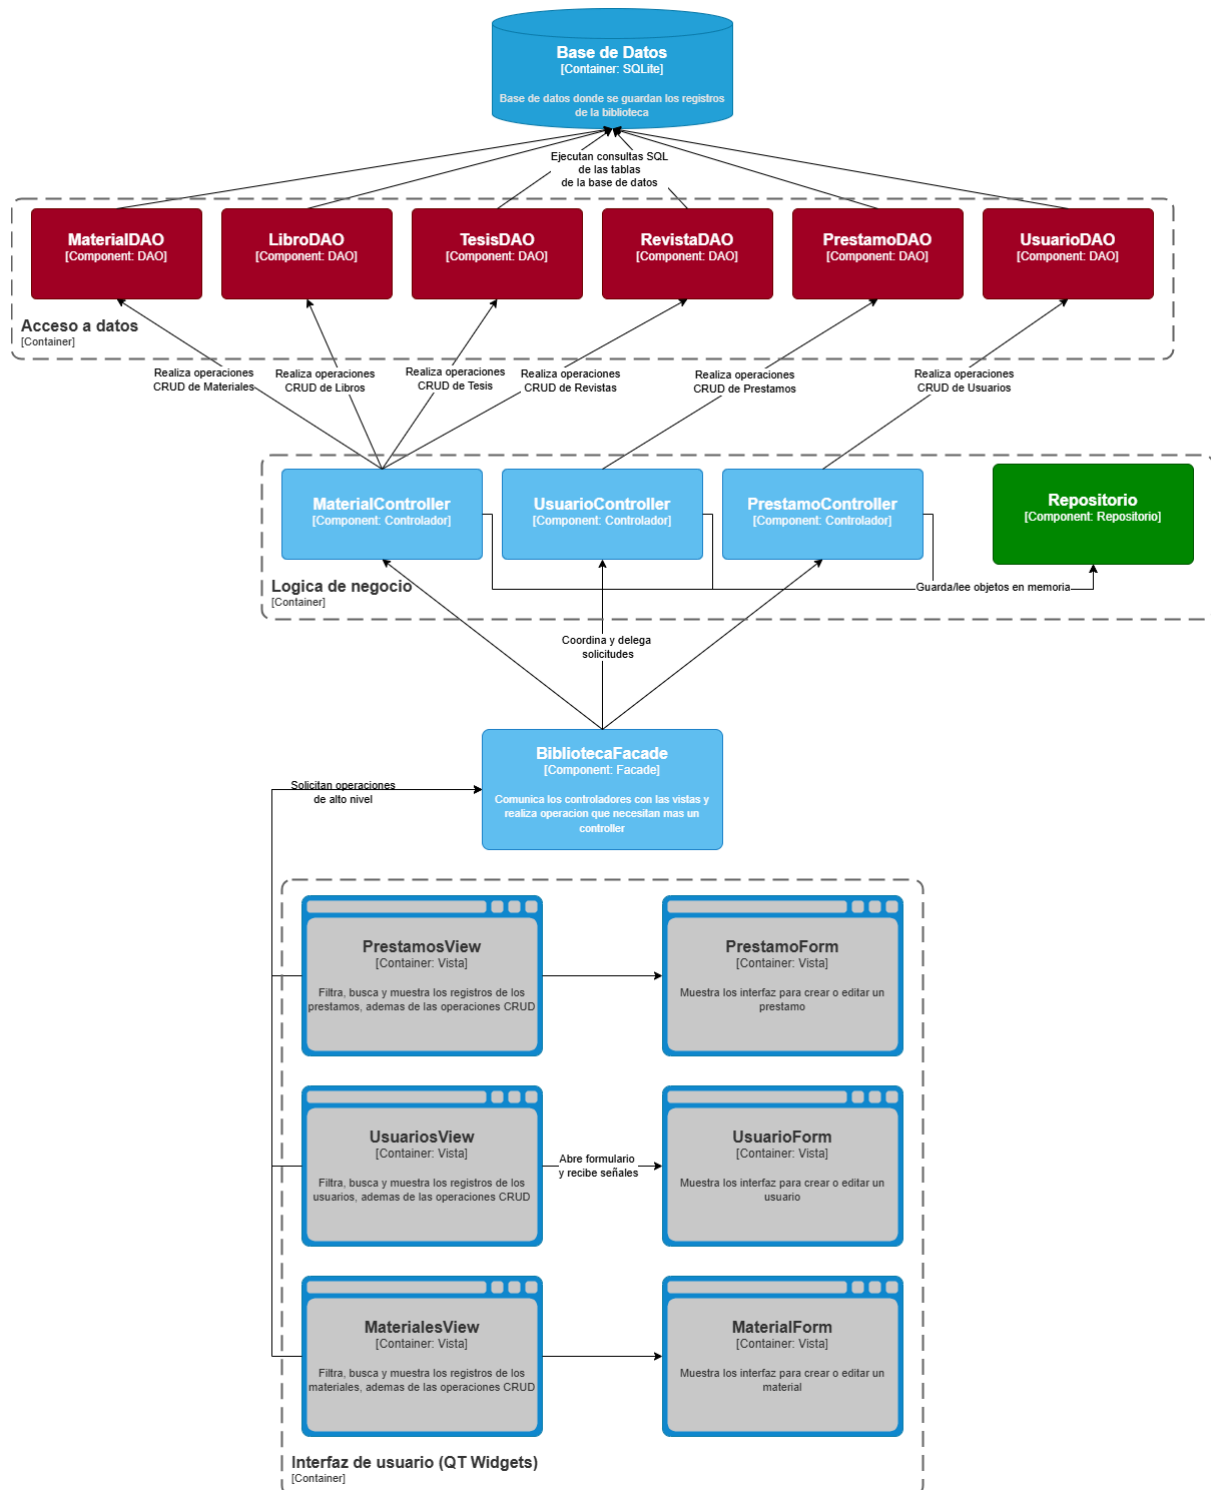 Base de Datos
[Container: SQLite]
Base de datos donde se guardan los registros
de la biblioteca
Ejecutan consultas SQL
de las tablas
de la base de datos
MaterialDAO
[Component: DAO]
LibroDAO
[Component: DAO]
TesisDAO
[Component: DAO]
RevistaDAO
[Component: DAO]
PrestamoDAO
[Component: DAO]
UsuarioDAO
[Component: DAO]
Acceso a datos
[Container]
Realiza operaciones
CRUD de Materiales
Realiza operaciones
CRUD de Libros
Realiza operaciones
CRUD de Tesis
Realiza operaciones
CRUD de Revistas
Realiza operaciones
CRUD de Prestamos
Realiza operaciones
CRUD de Usuarios
MaterialController
[Component: Controlador]
UsuarioController
[Component: Controlador]
PrestamoController
[Component: Controlador]
Repositorio
[Component: Repositorio]
Logica de negocio
[Container]
Guarda/lee objetos en memoria
Coordina y delega
solicitudes
BibliotecaFacade
[Component: Facade]
Comunica los controladores con las vistas y
realiza operacion que necesitan mas un
controller
Solicitan operaciones
de alto nivel
PrestamosView
[Container: Vista]
Filtra, busca y muestra los registros de los
prestamos, ademas de las operaciones CRUD
PrestamoForm
[Container: Vista]
Muestra los interfaz para crear o editar un
prestamo
UsuariosView
[Container: Vista]
Filtra, busca y muestra los registros de los
usuarios, ademas de las operaciones CRUD
Abre formulario
y recibe señales
UsuarioForm
[Container: Vista]
Muestra los interfaz para crear o editar un
usuario
MaterialesView
[Container: Vista]
Filtra, busca y muestra los registros de los
materiales, ademas de las operaciones CRUD
MaterialForm
[Container: Vista]
Muestra los interfaz para crear o editar un
material
Interfaz de usuario (QT Widgets)
[Container]